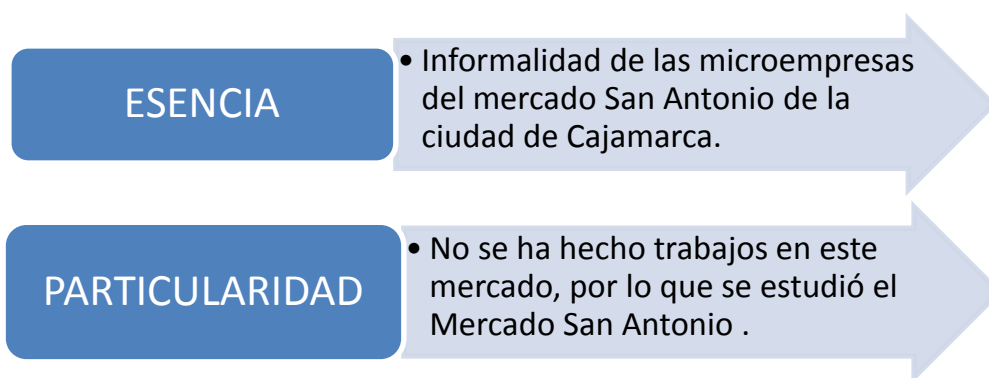 ESENCIA
• Informalidad de las microempresas
del mercado San Antonio de la
ciudad de Cajamarca.
PARTICULARIDAD
• No se ha hecho trabajos en este
mercado, por lo que se estudió el
Mercado San Antonio .